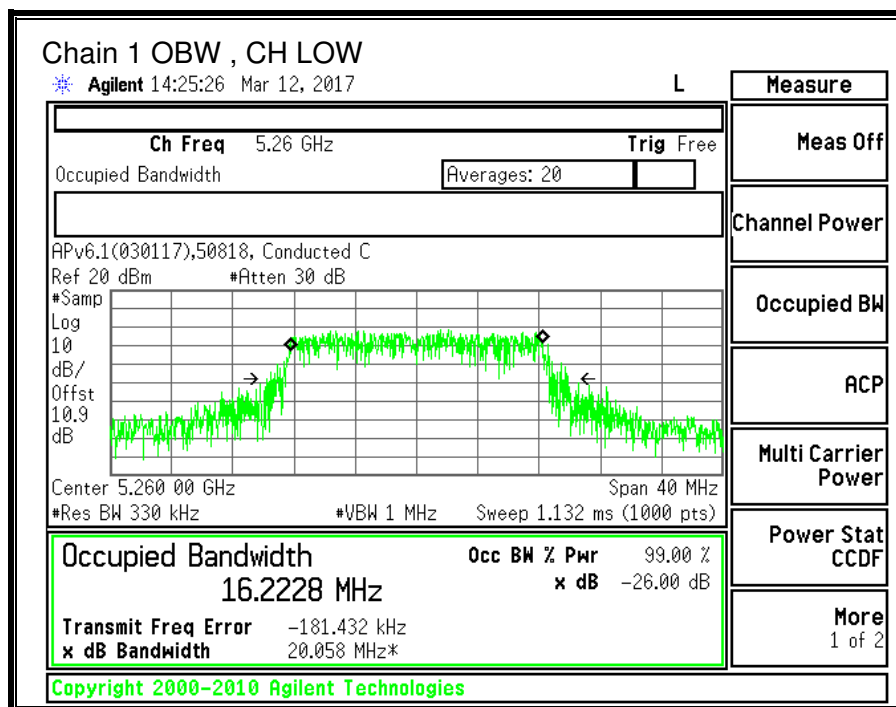 Chain 1 OBW , CH LOW
Agilent 14:25:26 Mar 12, 2017 L
Measure
Ch Freq 5.26 GHz Trig Free
Occupied Bandwidth Averages: 20
APv6.1(030117),50818, Conducted C
Ref 20 dBm #Atten 30 dB
#Samp
Log
10
dB/
Offst
10.9
dB
Center 5.260 00 GHz Span 40 MHz
#Res BW 330 kHz #VBW 1 MHz Sweep 1.132 ms (1000 pts)
Occupied Bandwidth Occ BW % Pwr 99.00 %
16.2228 MHz x dB -26.00 dB
Transmit Freq Error -181.432 kHz
x dB Bandwidth 20.058 MHz*
Meas Off
Channel Power
Occupied BW
ACP
Multi Carrier
Power
Power Stat
CCDF
More
1 of 2
Copyright 2000-2010 Agilent Technologies